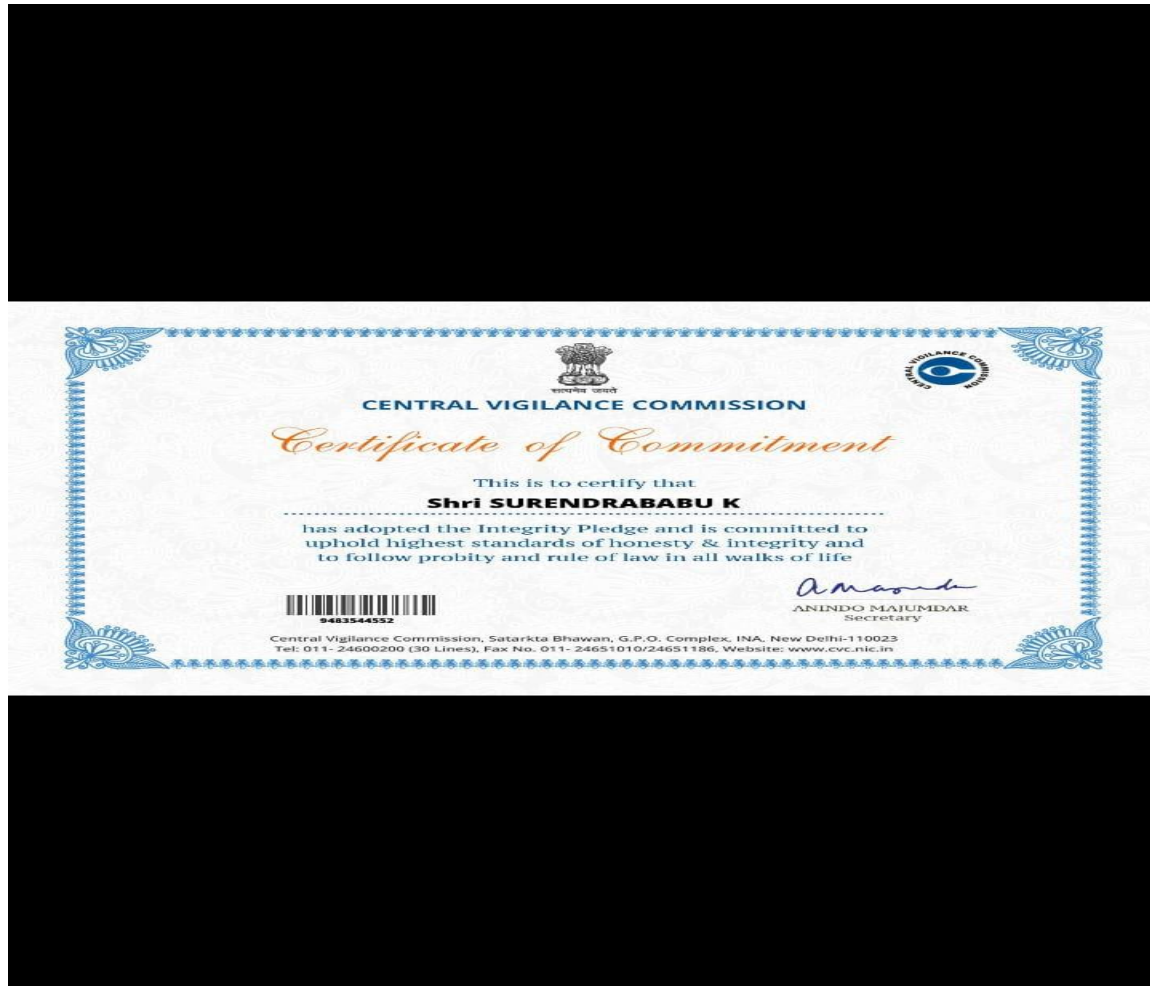 सत्यमेव जयते
CENTRAL VIGILANCE COMMISSION
CENTRAL VIGILANCE COMMISSION
Certificate of Commitment
This is to certify that
Shri SURENDRABABU K
has adopted the Integrity Pledge and is committed to
uphold highest standards of honesty & integrity and
to follow probity and rule of law in all walks of life
9483544552
ANINDO MAJUMDAR
Secretary
Central Vigilance Commission, Satarkta Bhawan, G.P.O. Complex, INA, New Delhi-110023
Tel: 011- 24600200 (30 Lines), Fax No. 011- 24651010/24651186, Website: www.cvc.nic.in